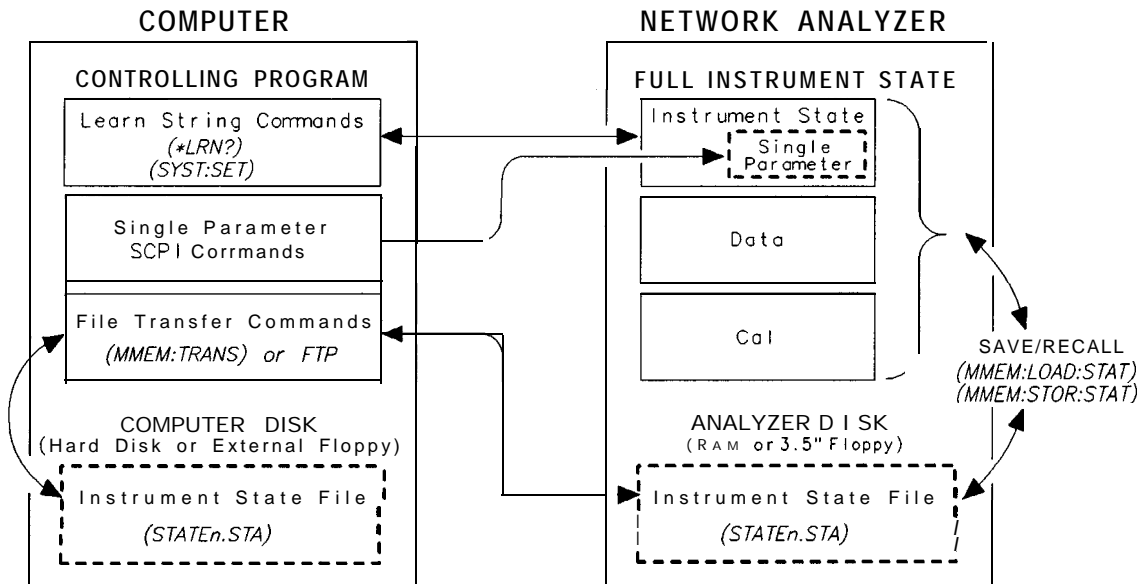 COMPUTER
CONTROLLING PROGRAM
Learn String Commands
(*LRN?)
(SYST:SET)
Single Parameter
SCPI Corrmands
File Transfer Commands
(MMEM:TRANS) or FTP
COMPUTER DISK
(Hard Disk or External Floppy)
Instrument State File
(STATEn.STA)
NETWORK ANALYZER
FULL INSTRUMENT STATE
Instrument State
Single
Parameter
Data
Cal
SAVE/RECALL
(MMEM:LOAD:STAT)
(MMEM:STOR:STAT)
ANALYZER DISK
(RAM or 3.5" Floppy)
Instrument State File
(STATEn.STA)